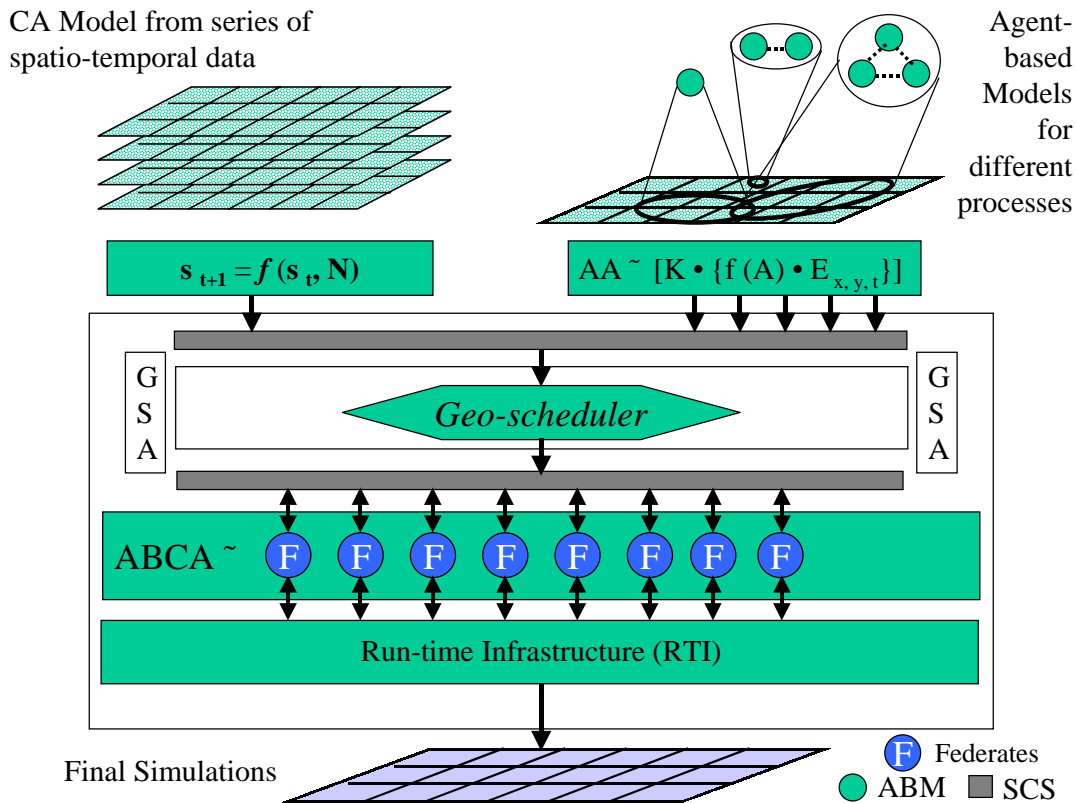 CA Model from series of
spatio-temporal data
Agent-
based
Models
for
different
processes
s t+1 = f (s t, N)
AA ~ [K • {f (A) • E x, y, t}]
G
S
A
Geo-scheduler
G
S
A
ABCA ~
F F F F F F F F
Run-time Infrastructure (RTI)
Final Simulations
F Federates
ABM SCS